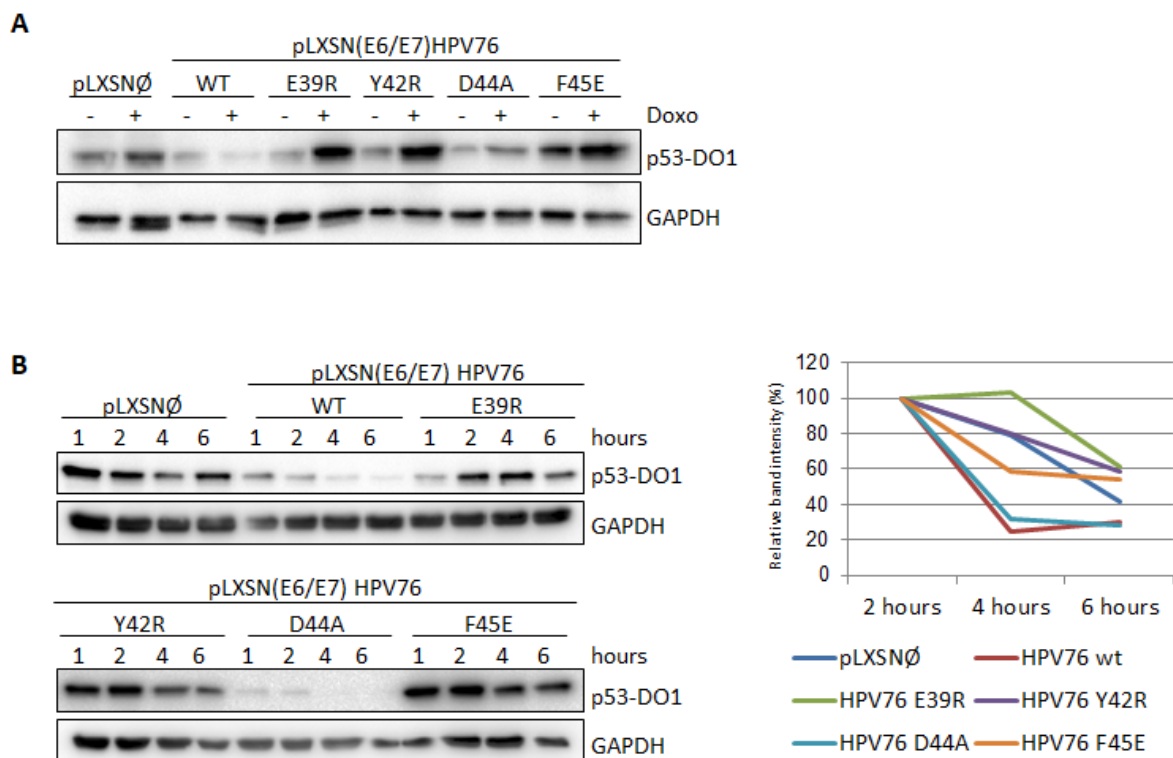 A
pLXSN(E6/E7)HPV76
pLXSNØ WT E39R Y42R D44A F45E
- + - + - + - + - + - + Doxo
p53-DO1
GAPDH
B
pLXSN(E6/E7) HPV76
pLXSNØ WT E39R
1 2 4 6 1 2 4 6 1 2 4 6 hours
p53-DO1
GAPDH
pLXSN(E6/E7) HPV76
Y42R D44A F45E
1 2 4 6 1 2 4 6 1 2 4 6 hours
p53-DO1
GAPDH
Relative band intensity (%)
120
100
80
60
40
20
0
2 hours 4 hours 6 hours
pLXSNØ HPV76 wt
HPV76 E39R HPV76 Y42R
HPV76 D44A HPV76 F45E